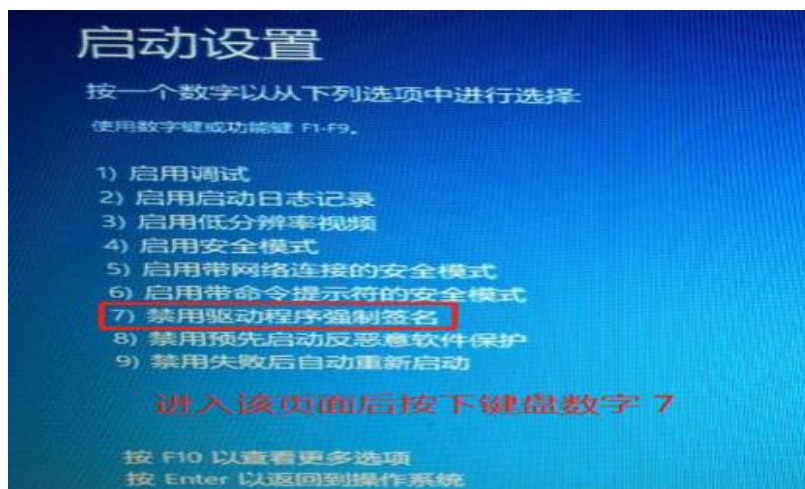 启动设置
按一个数字以从下列选项中进行选择:
使用数字键或功能键 F1-F9。
1) 启用调试
2) 启用启动日志记录
3) 启用低分辨率视频
4) 启用安全模式
5) 启用带网络连接的安全模式
6) 启用带命令提示符的安全模式
7) 禁用驱动程序强制签名
8) 禁用预先启动反恶意软件保护
9) 禁用失败后自动重新启动
进入该页面后按下键盘数字 7
按 F10 以查看更多选项
按 Enter 以返回到操作系统